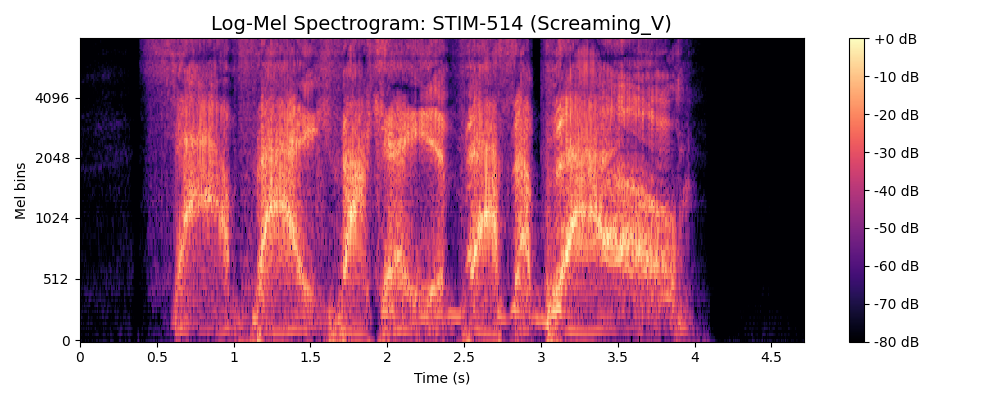 Log-Mel Spectrogram: STIM-514 (Screaming_V)
Mel bins
4096
2048
1024
512
0
0 0.5 1 1.5 2 2.5 3 3.5 4 4.5
Time (s)
+0 dB
-10 dB
-20 dB
-30 dB
-40 dB
-50 dB
-60 dB
-70 dB
-80 dB